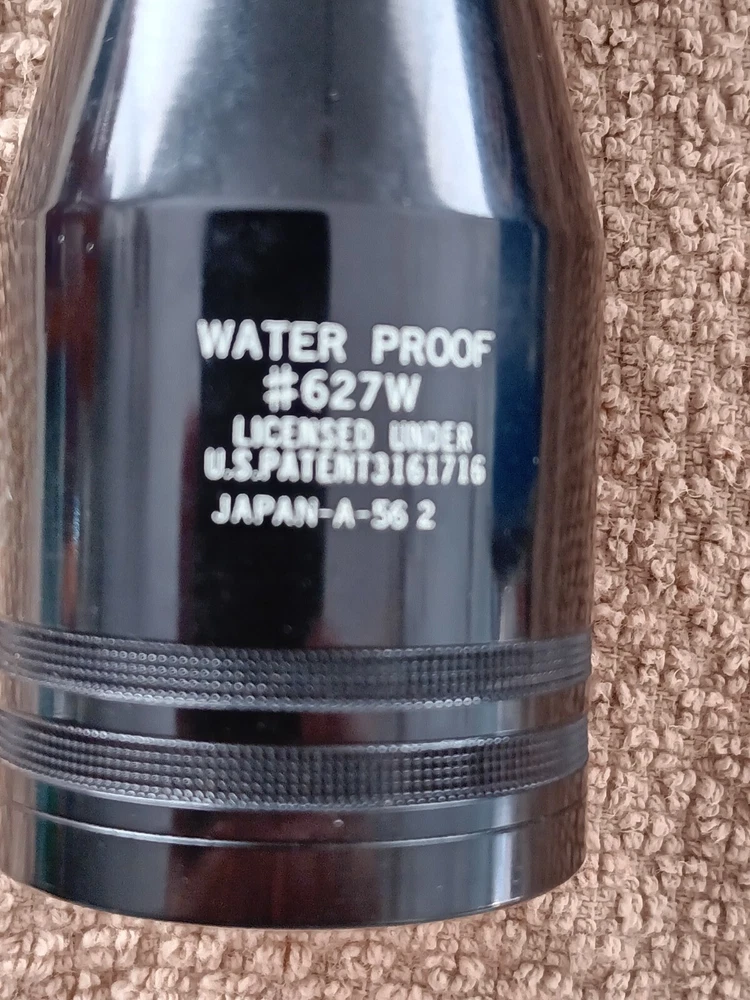 WATER PROOF
#627W
LICENSED UNDER
U.S.PATENT3161716
JAPAN-A-56 2